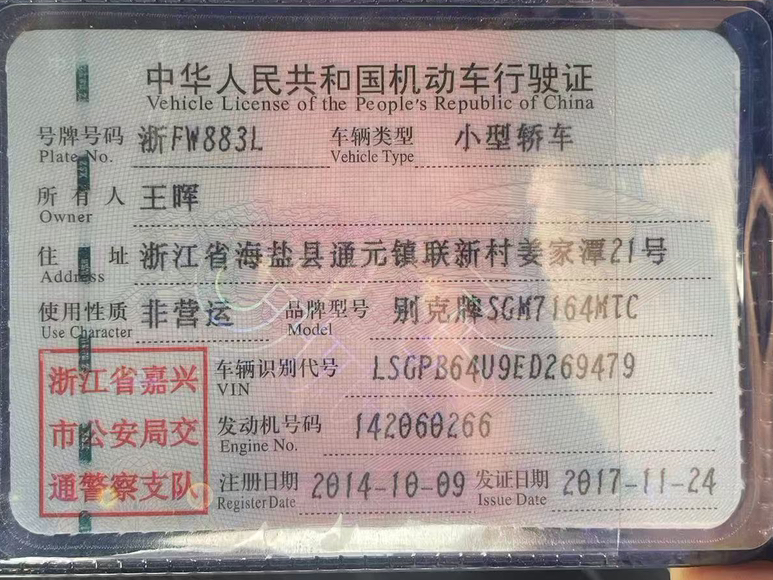 中华人民共和国机动车行驶证
Vehicle License of the People's Republic of China
号牌号码 浙FW883L 车辆类型 小型轿车
Plate No. Vehicle Type
所有人 王晖
Owner
住址 浙江省海盐县通元镇联新村姜家潭21号
Address
使用性质 非营运 品牌型号 别克牌SGM7164MTC
Use Character Model
浙江省嘉兴
市公安局交
通警察支队
车辆识别代号 LSGPB64U9ED269479
VIN
发动机号码 142060266
Engine No.
注册日期 2014-10-09 发证日期 2017-11-24
Register Date Issue Date